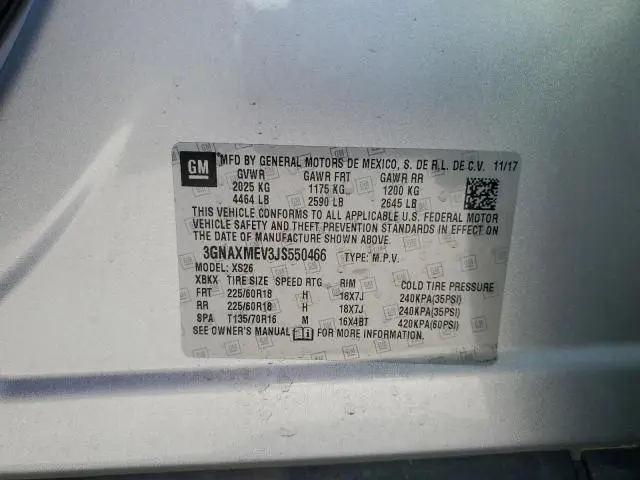 GM MFD BY GENERAL MOTORS DE MEXICO, S. DE R.L. DE C.V. 11/17
GVWR GAWR FRT GAWR RR
2025 KG 1175 KG 1200 KG
4464 LB 2590 LB 2645 LB
THIS VEHICLE CONFORMS TO ALL APPLICABLE U.S. FEDERAL MOTOR
VEHICLE SAFETY AND THEFT PREVENTION STANDARDS IN EFFECT
ON THE DATE OF MANUFACTURE SHOWN ABOVE.
3GNAXMEV3JS550466 TYPE: M.P.V.
MODEL: XS26
XBKX TIRE SIZE SPEED RTG RIM COLD TIRE PRESSURE
FRT 225/60R18 H 18X7J 240KPA(35PSI)
RR 225/60R18 H 18X7J 240KPA(35PSI)
SPA T135/70R16 M 16X4BT 420KPA(60PSI)
SEE OWNER'S MANUAL FOR MORE INFORMATION.